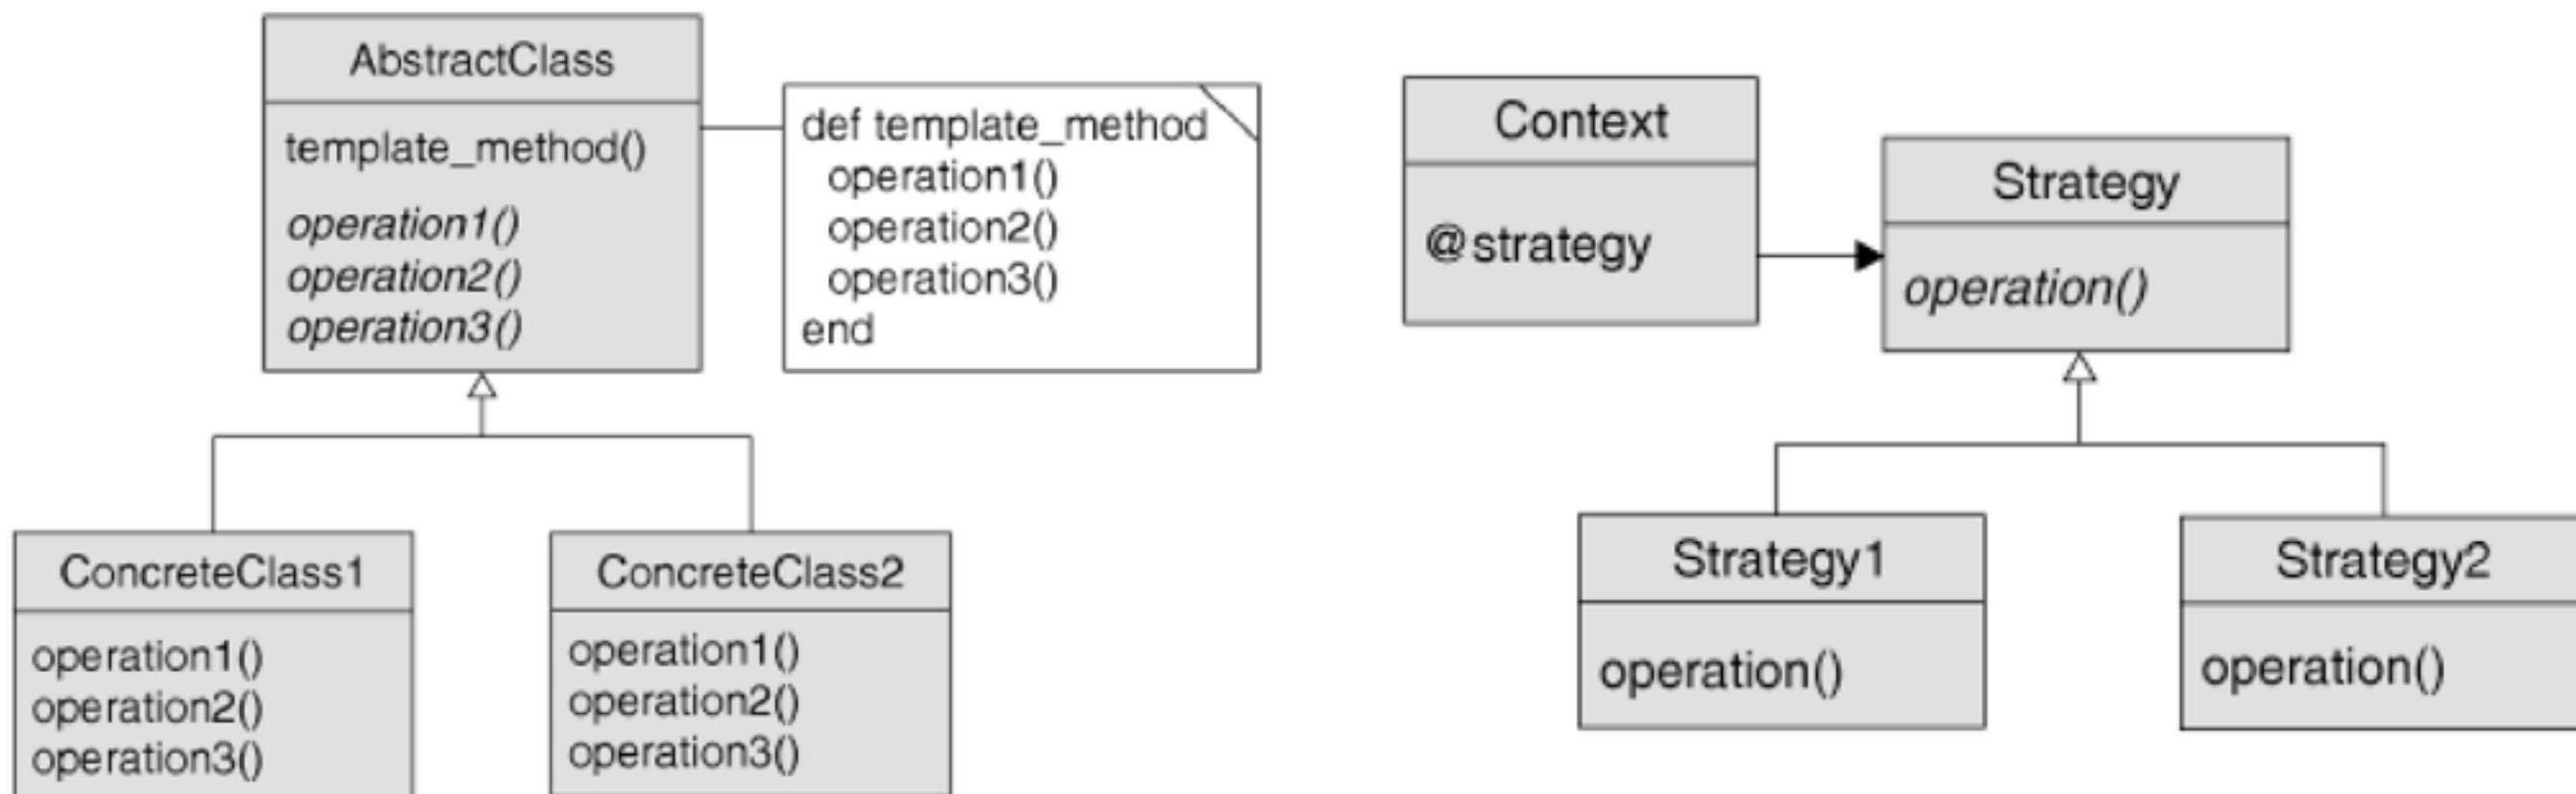 AbstractClass
template_method()
operation1()
operation2()
operation3()
def template_method
operation1()
operation2()
operation3()
end
ConcreteClass1
operation1()
operation2()
operation3()
ConcreteClass2
operation1()
operation2()
operation3()
Context
@strategy
Strategy
operation()
Strategy1
operation()
Strategy2
operation()